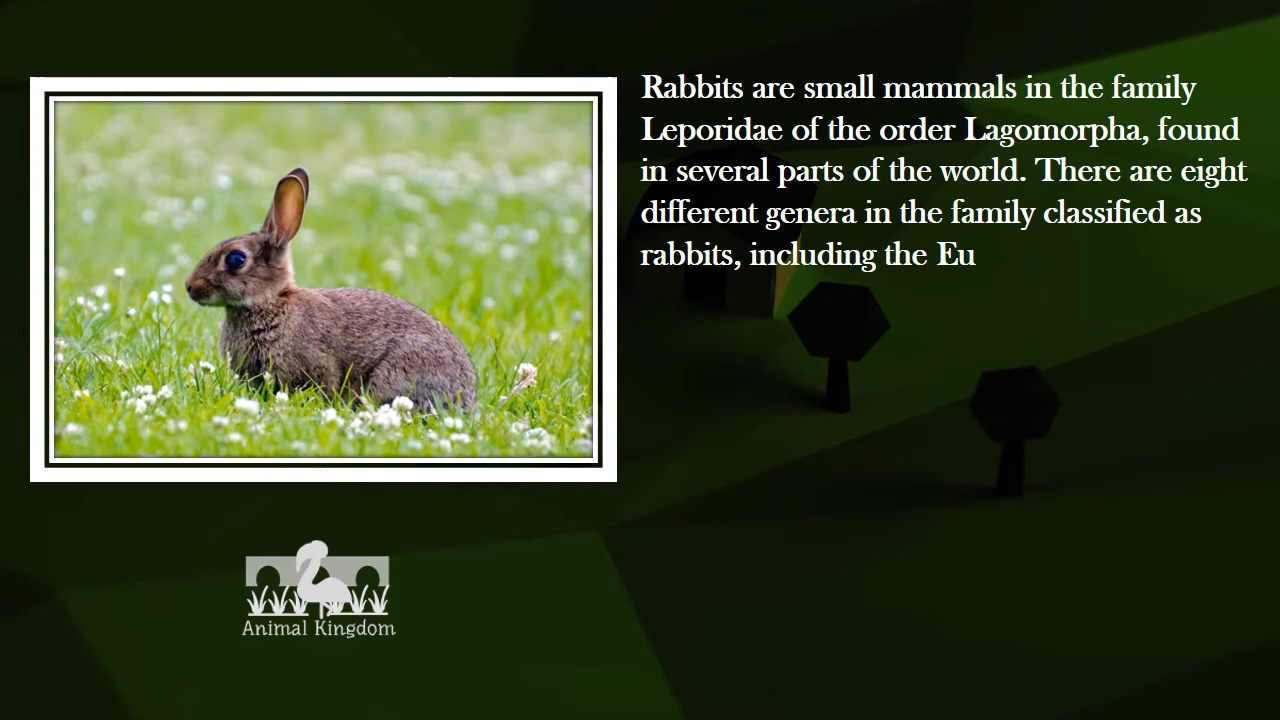 Rabbits are small mammals in the family
Leporidae of the order Lagomorpha, found
in several parts of the world. There are eight
different genera in the family classified as
rabbits, including the Eu
Animal Kingdom